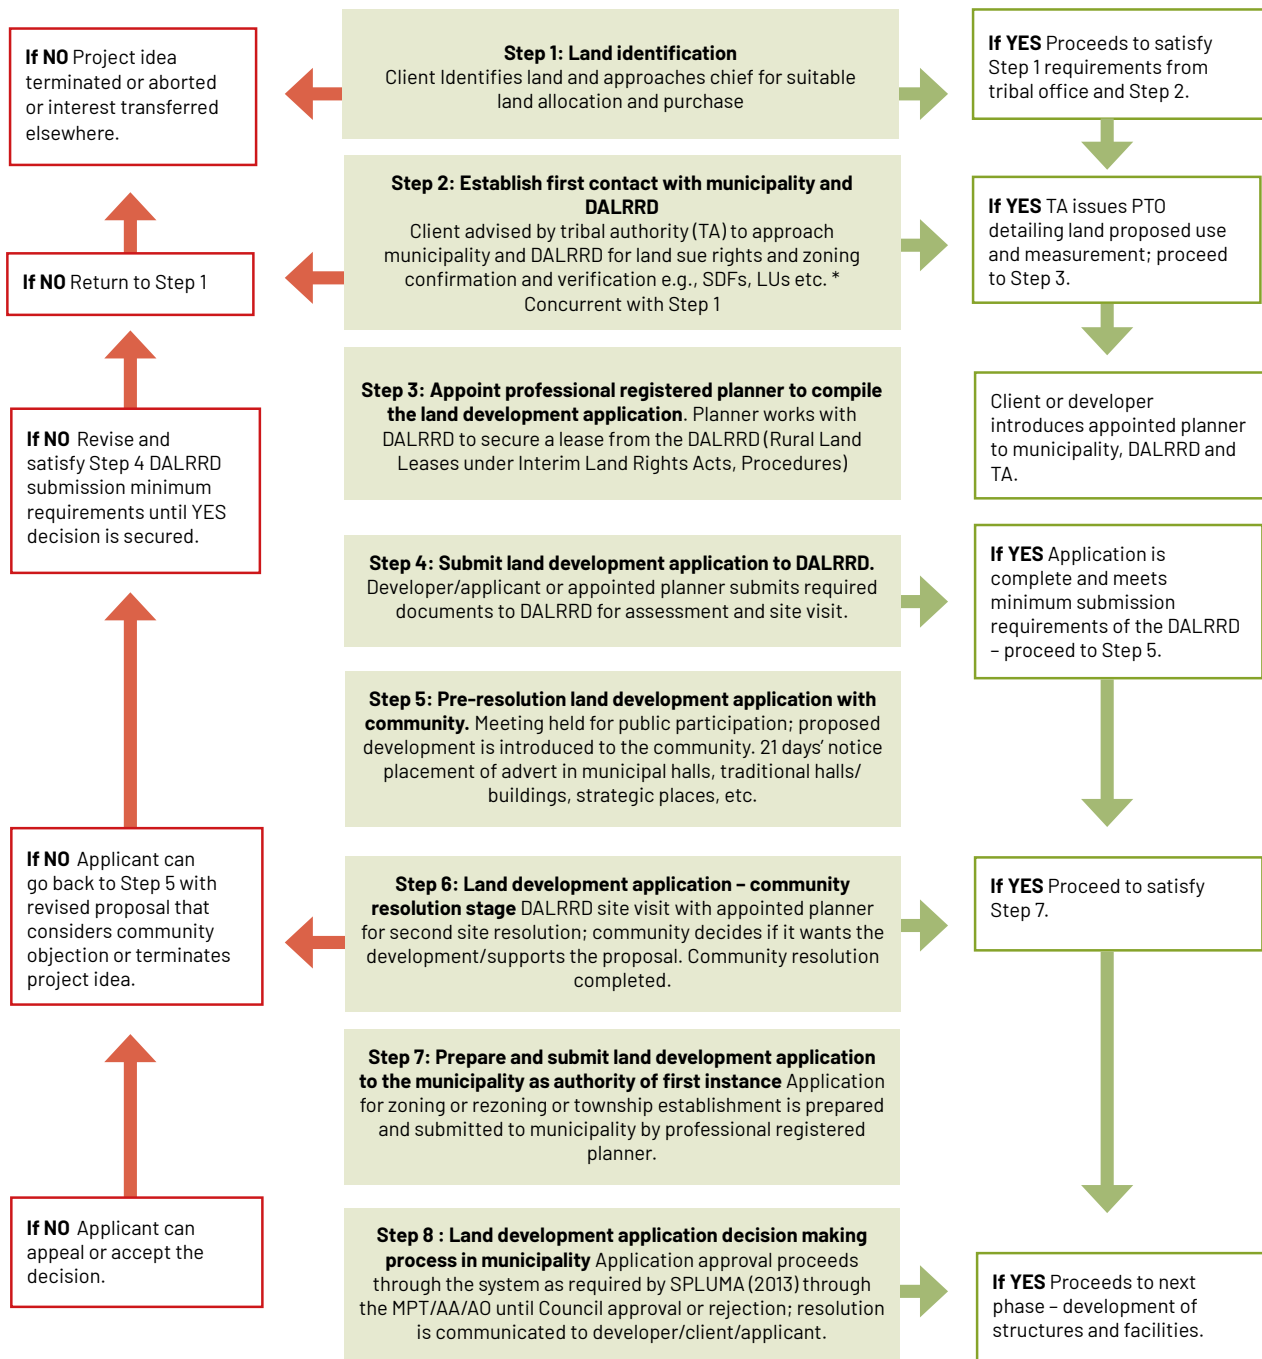 If NO Project idea
terminated or aborted
or interest transferred
elsewhere.
Step 1: Land identification
Client Identifies land and approaches chief for suitable
land allocation and purchase
If YES Proceeds to satisfy
Step 1 requirements from
tribal office and Step 2.
If NO Return to Step 1
Step 2: Establish first contact with municipality and
DALRRD
Client advised by tribal authority (TA) to approach
municipality and DALRRD for land sue rights and zoning
confirmation and verification e.g., SDFs, LUs etc. *
Concurrent with Step 1
If YES TA issues PTO
detailing land proposed use
and measurement; proceed
to Step 3.
If NO Revise and
satisfy Step 4 DALRRD
submission minimum
requirements until YES
decision is secured.
Step 3: Appoint professional registered planner to compile
the land development application. Planner works with
DALRRD to secure a lease from the DALRRD (Rural Land
Leases under Interim Land Rights Acts, Procedures)
Client or developer
introduces appointed planner
to municipality, DALRRD and
TA.
Step 4: Submit land development application to DALRRD.
Developer/applicant or appointed planner submits required
documents to DALRRD for assessment and site visit.
If YES Application is
complete and meets
minimum submission
requirements of the DALRRD
– proceed to Step 5.
Step 5: Pre-resolution land development application with
community. Meeting held for public participation; proposed
development is introduced to the community. 21 days’ notice
placement of advert in municipal halls, traditional halls/
buildings, strategic places, etc.
If NO Applicant can
go back to Step 5 with
revised proposal that
considers community
objection or terminates
project idea.
Step 6: Land development application – community
resolution stage DALRRD site visit with appointed planner
for second site resolution; community decides if it wants the
development/supports the proposal. Community resolution
completed.
If YES Proceed to satisfy
Step 7.
Step 7: Prepare and submit land development application
to the municipality as authority of first instance Application
for zoning or rezoning or township establishment is prepared
and submitted to municipality by professional registered
planner.
If NO Applicant can
appeal or accept the
decision.
Step 8 : Land development application decision making
process in municipality Application approval proceeds
through the system as required by SPLUMA (2013) through
the MPT/AA/AO until Council approval or rejection; resolution
is communicated to developer/client/applicant.
If YES Proceeds to next
phase – development of
structures and facilities.